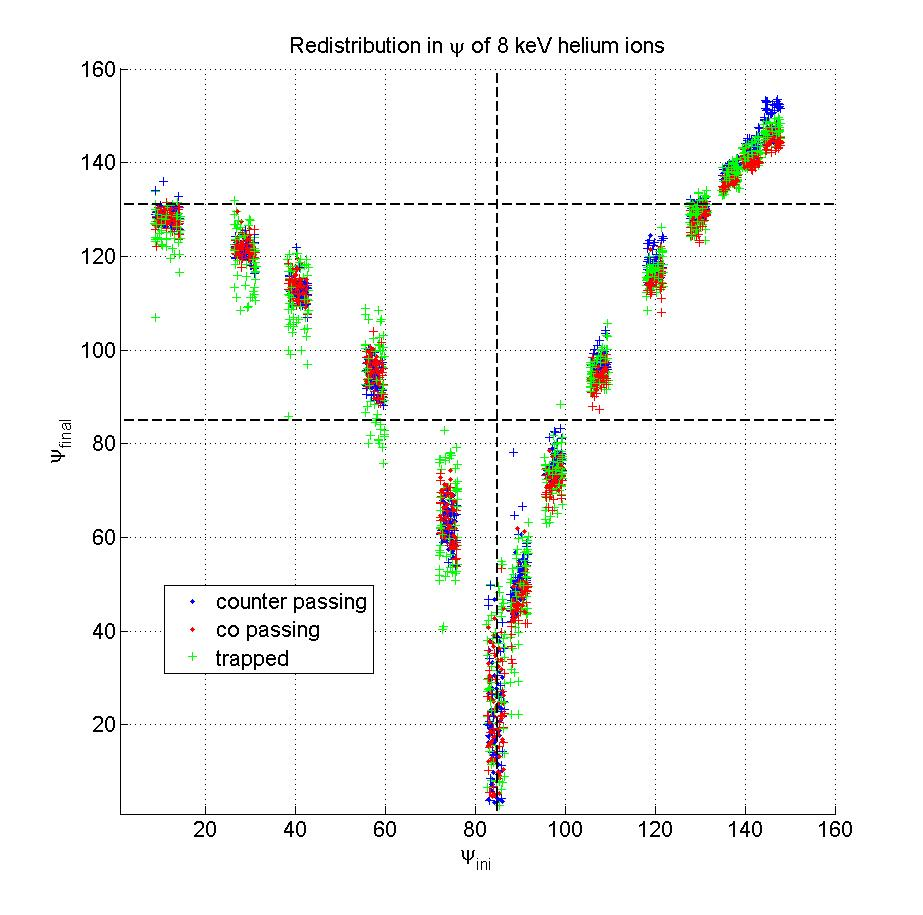 Redistribution in ψ of 8 keV helium ions
160
140
120
100
80
60
40
20
ψfinal
counter passing
co passing
trapped
20 40 60 80 100 120 140 160
ψini